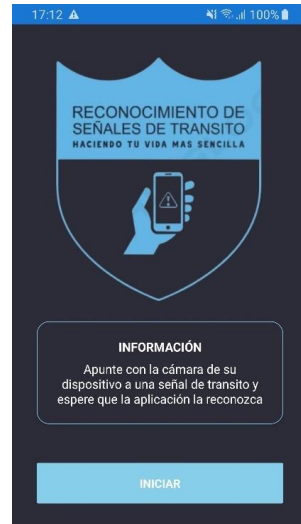 17:12 100%
RECONOCIMIENTO DE
SEÑALES DE TRANSITO
HACIENDO TU VIDA MAS SENCILLA
INFORMACIÓN
Apunte con la cámara de su
dispositivo a una señal de transito y
espere que la aplicación la reconozca
INICIAR